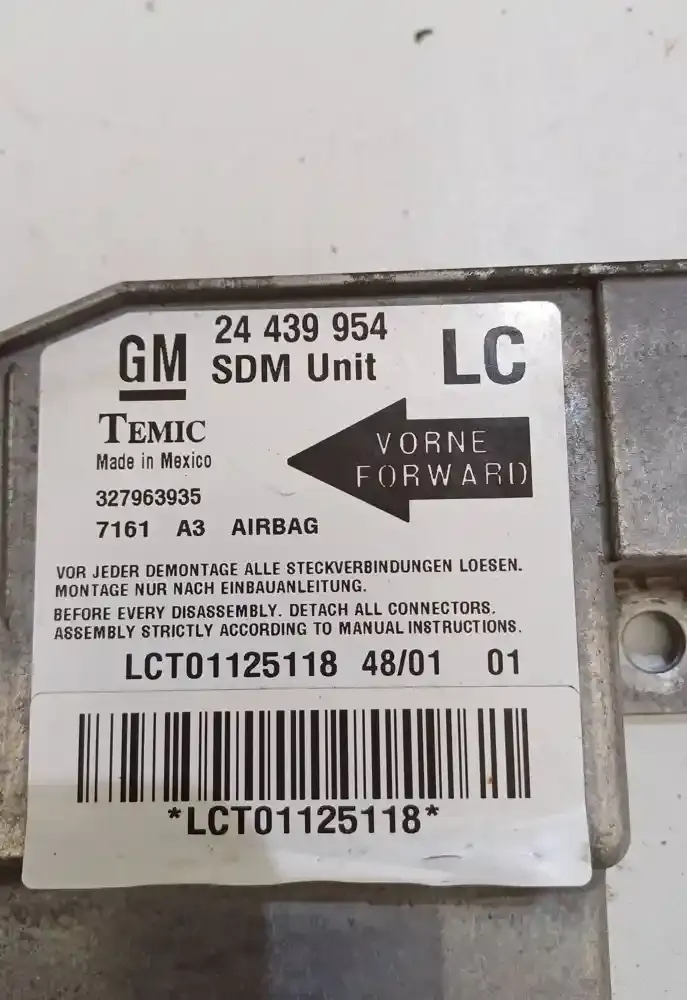 GM 24 439 954 LC
SDM Unit
TEMIC
Made in Mexico
VORNE
FORWARD
327963935
7161 A3 AIRBAG
VOR JEDER DEMONTAGE ALLE STECKVERBINDUNGEN LOESEN.
MONTAGE NUR NACH EINBAUANLEITUNG.
BEFORE EVERY DISASSEMBLY. DETACH ALL CONNECTORS.
ASSEMBLY STRICTLY ACCORDING TO MANUAL INSTRUCTIONS.
LCT01125118 48/01 01
*LCT01125118*